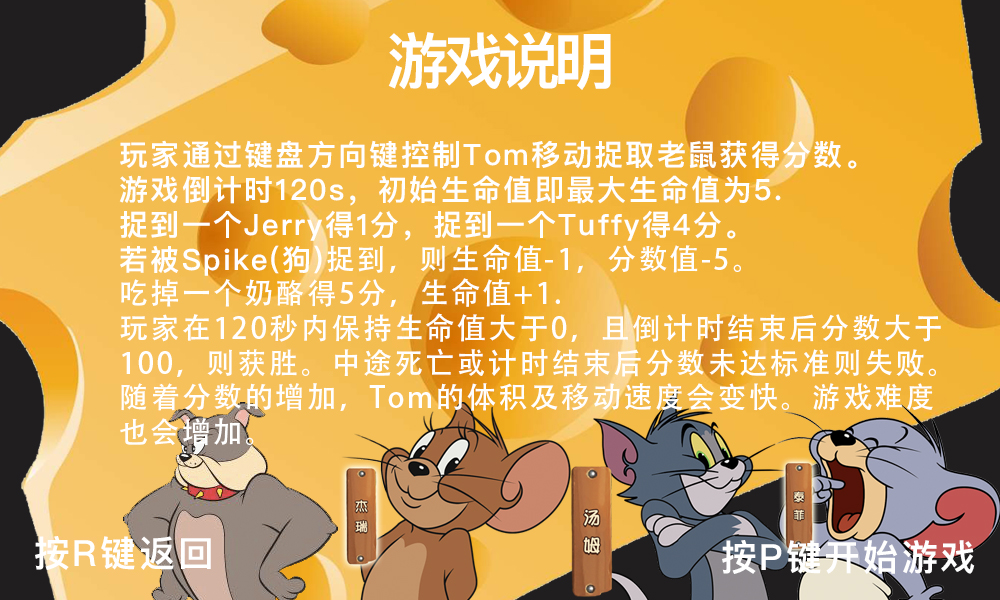 游戏说明
玩家通过键盘方向键控制Tom移动捉取老鼠获得分数。
游戏倒计时120s，初始生命值即最大生命值为5.
捉到一个Jerry得1分，捉到一个Tuffy得4分。
若被Spike(狗)捉到，则生命值-1，分数值-5。
吃掉一个奶酪得5分，生命值+1.
玩家在120秒内保持生命值大于0，且倒计时结束后分数大于
100，则获胜。中途死亡或计时结束后分数未达标准则失败。
随着分数的增加，Tom的体积及移动速度会变快。游戏难度
也会增加。
杰瑞
汤姆
泰菲
按R键返回
按P键开始游戏